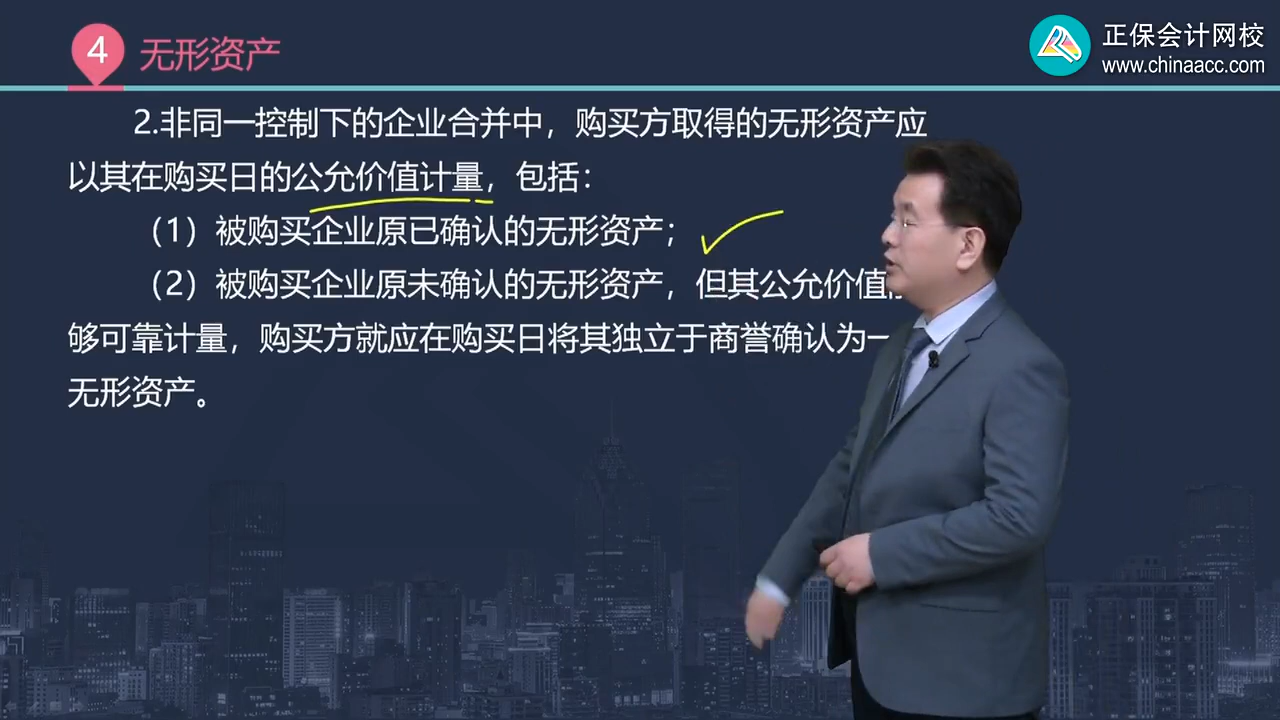 4 无形资产
正保会计网校
www.chinaacc.com
2.非同一控制下的企业合并中，购买方取得的无形资产应
以其在购买日的公允价值计量，包括：
（1）被购买企业原已确认的无形资产；
（2）被购买企业原未确认的无形资产，但其公允价值
够可靠计量，购买方就应在购买日将其独立于商誉确认为一
无形资产。